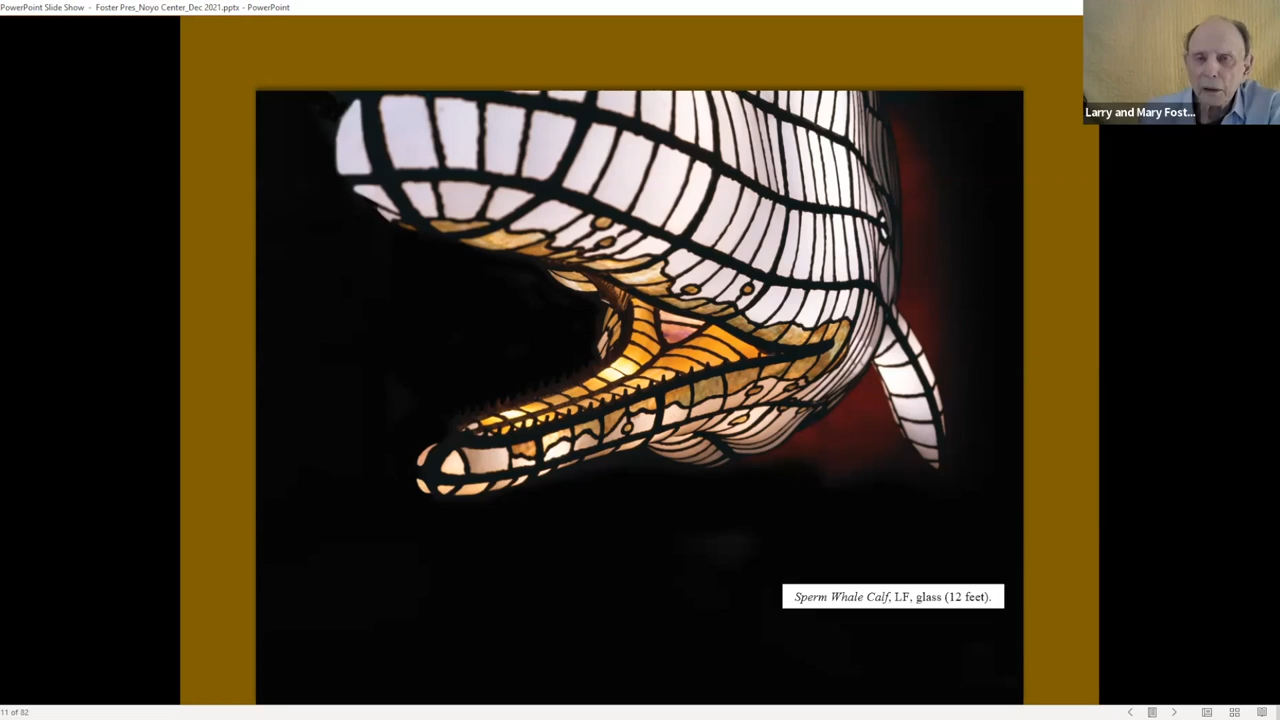 PowerPoint Slide Show - Foster Pres_Noyo Center_Dec 2021.pptx - PowerPoint
Larry and Mary Fost...
Sperm Whale Calf, LF, glass (12 feet).
11 of 82